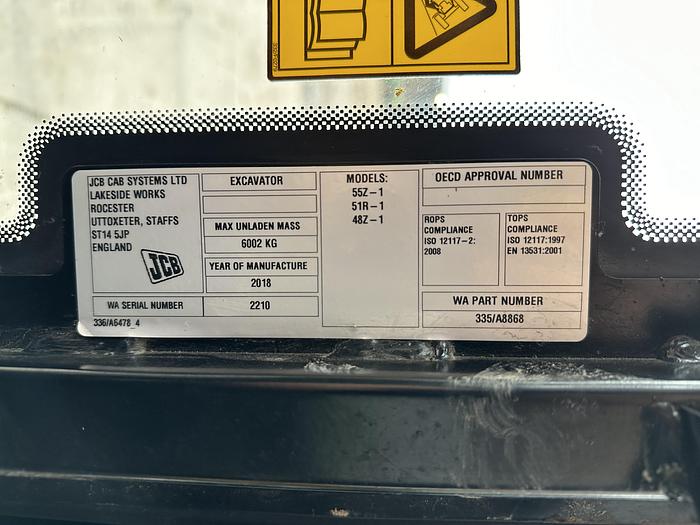 JCB CAB SYSTEMS LTD
LAKESIDE WORKS
ROCESTER
UTTOXETER, STAFFS
ST14 5JP
ENGLAND
JCB
WA SERIAL NUMBER
2210
336/A6478_4
EXCAVATOR
MAX UNLADEN MASS
6002 KG
YEAR OF MANUFACTURE
2018
MODELS:
55Z-1
51R-1
48Z-1
OECD APPROVAL NUMBER
ROPS
COMPLIANCE
ISO 12117-2:
2008
TOPS
COMPLIANCE
ISO 12117:1997
EN 13531:2001
WA PART NUMBER
335/A8868